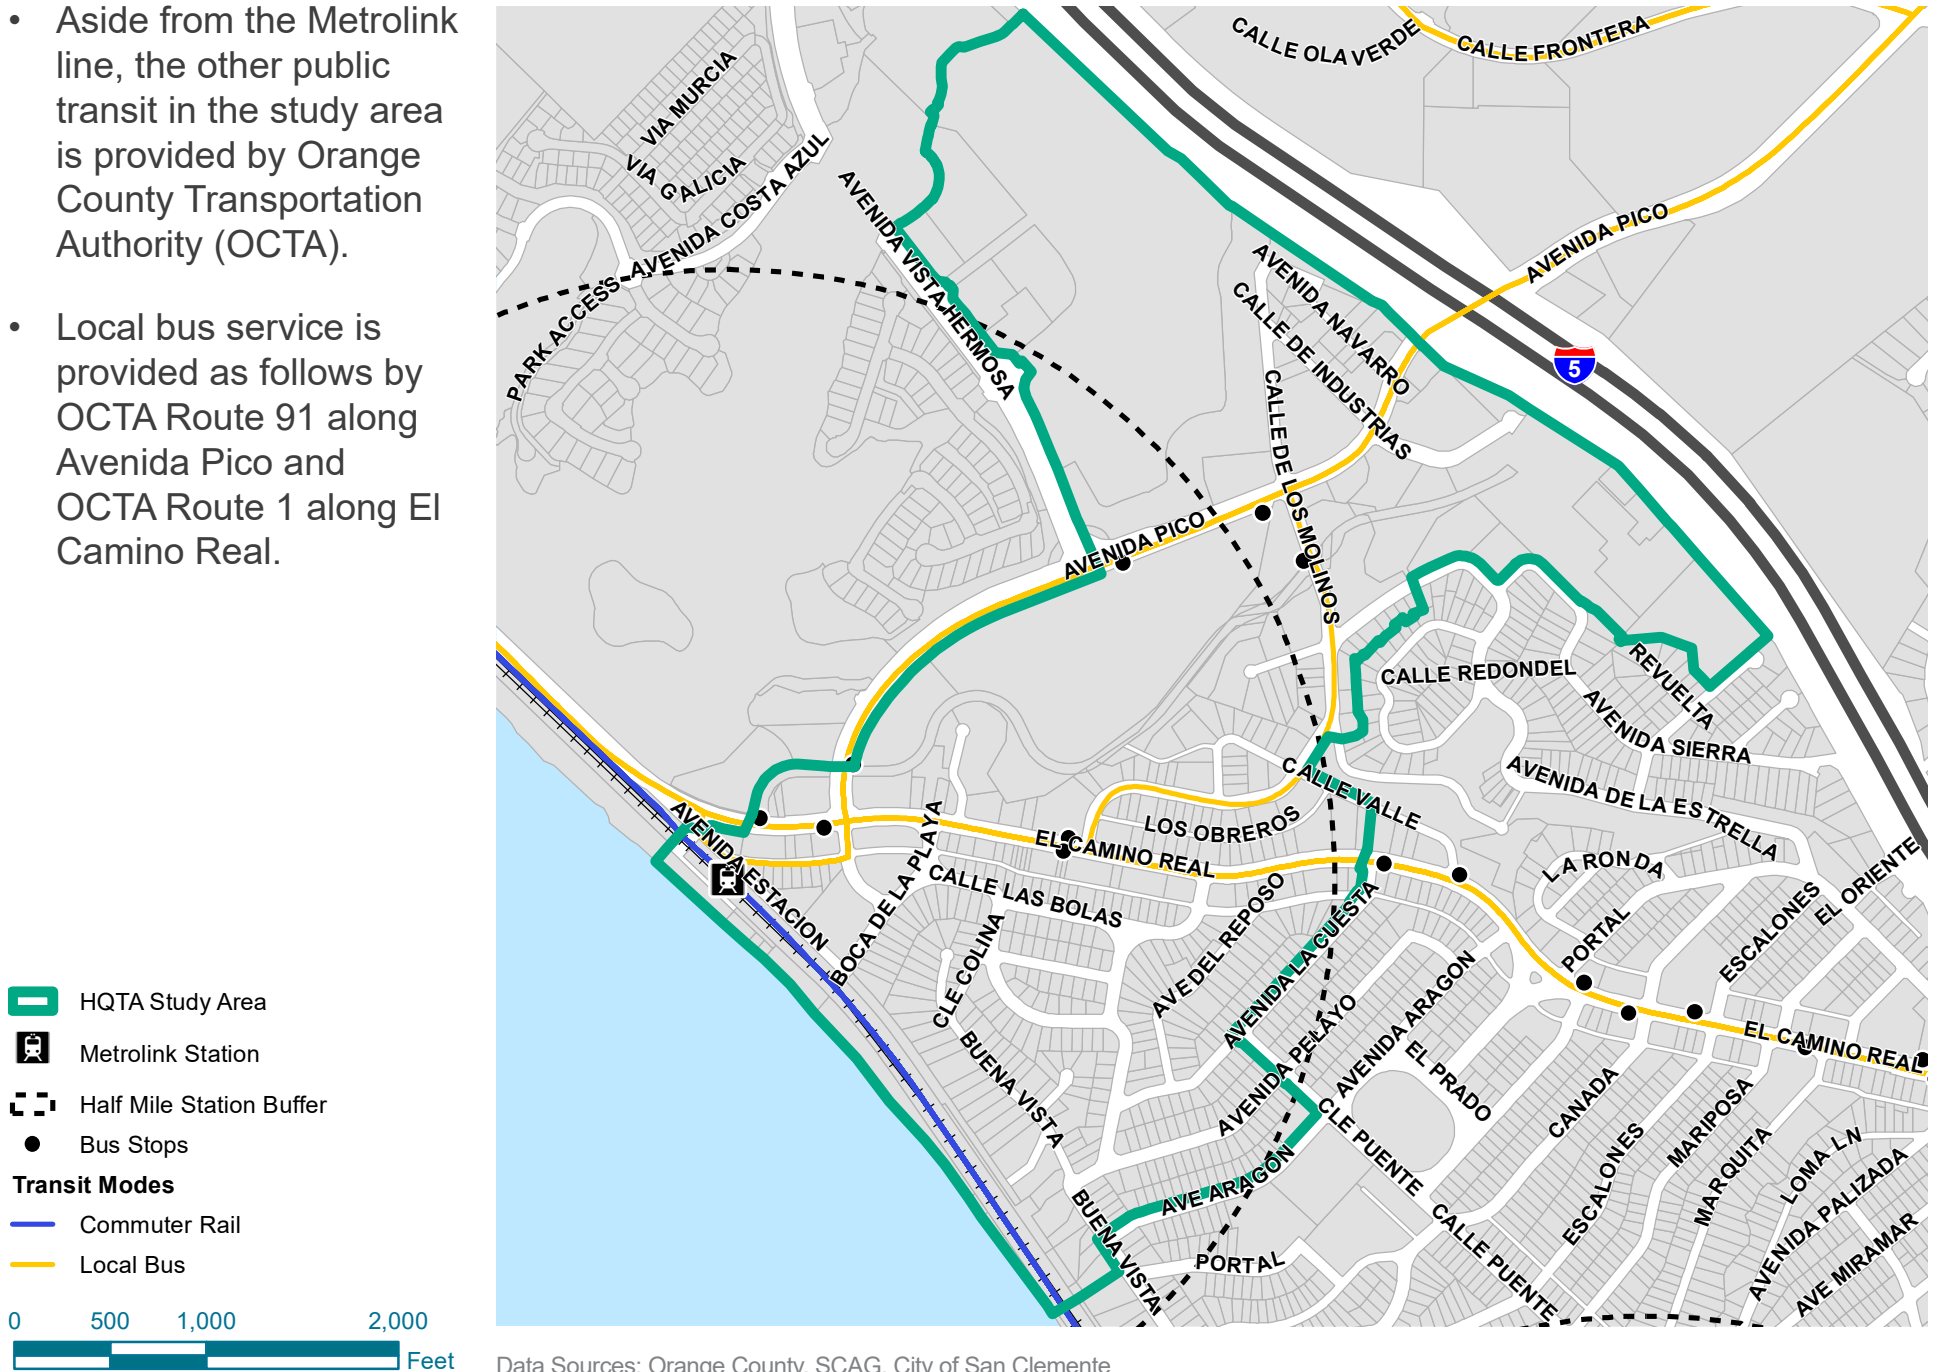 • Aside from the Metrolink
line, the other public
transit in the study area
is provided by Orange
County Transportation
Authority (OCTA).
• Local bus service is
provided as follows by
OCTA Route 91 along
Avenida Pico and
OCTA Route 1 along El
Camino Real.
HQTA Study Area
Metrolink Station
Half Mile Station Buffer
Bus Stops
Transit Modes
Commuter Rail
Local Bus
0 500 1,000 2,000
Feet
CALLE OLA VERDE
CALLE FRONTERA
VIA MURCIA
VIA GALICIA
AVENIDA COSTA AZUL
PARK ACCESS
AVENIDA VISTA HERMOSA
AVENIDA PICO
AVENIDA NAVARRO
CALLE DE INDUSTRIAS
5
CALLE DE LOS MOLINOS
AVENIDA PICO
CALLE REDONDEL
REVUELTA
AVENIDA SIERRA
AVENIDA DE LA ESTRELLA
CALLE VALLE
LOS OBREROS
EL CAMINO REAL
AVENIDA ESTACION
BOCA DE LA PLAYA
CALLE LAS BOLAS
CLE COLINA
AVE DEL REPOSO
AVENIDA LA CUESTA
LA RONDA
PORTAL
ESCALONES
EL ORIENTE
EL CAMINO REAL
AVENIDA PELAYO
AVENIDA ARAGON
EL PRADO
BUENA VISTA
CLE PUENTE
CANADA
MARIPOSA
ESCALONES
MARQUITA
LOMA LN
AVENIDA PALIZADA
AVE MIRAMAR
AVE ARAGON
BUENA VISTA
PORTAL
CALLE PUENTE
Data Sources: Orange County, SCAG, City of San Clemente